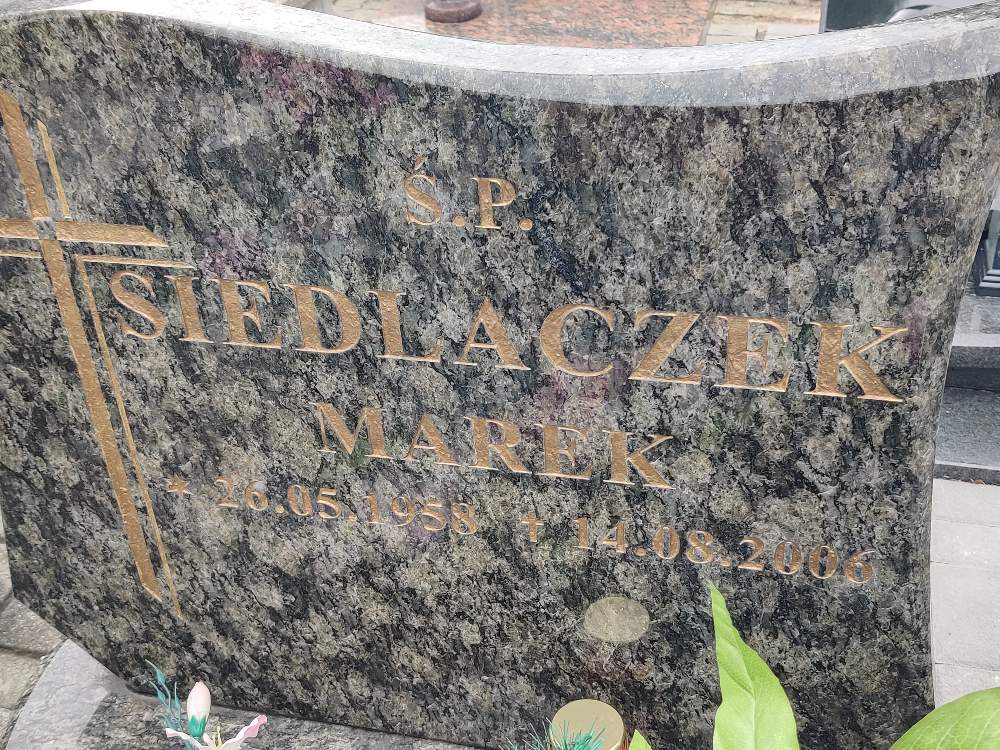 Ś.P.
SIEDLACZEK
MAREK
* 26.05.1958 † 14.08.2006